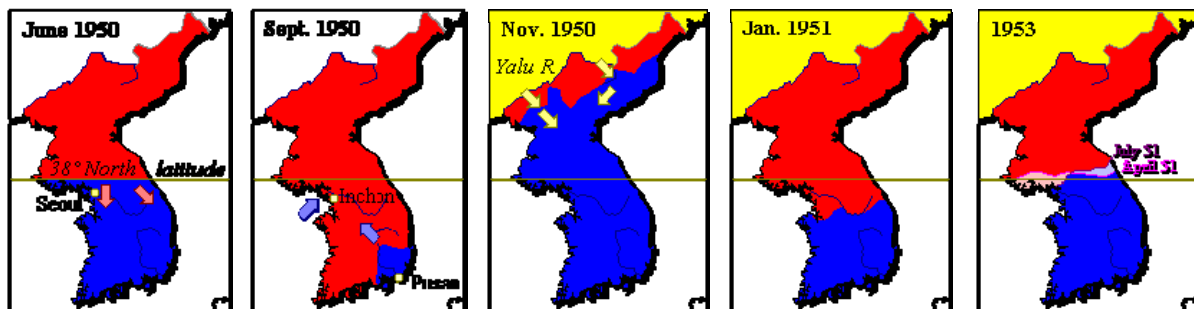 June 1950
38° North latitude
Seoul
Sept. 1950
Inchon
Pusan
Nov. 1950
Yalu R.
Jan. 1951
1953
July 51
April 51